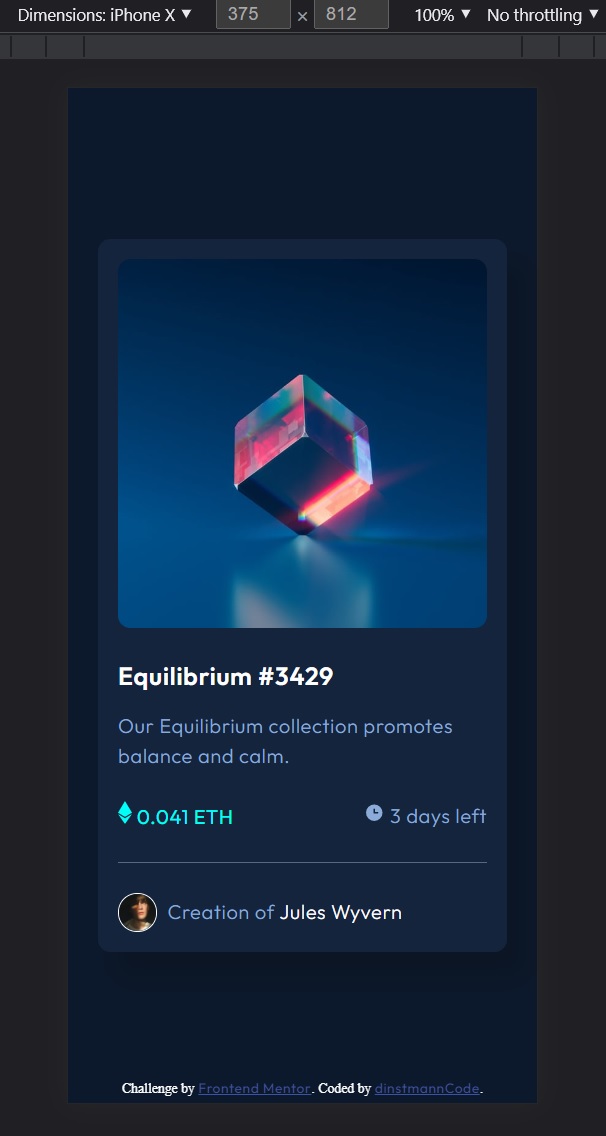 Dimensions: iPhone X ▼ 375 × 812 100% ▼ No throttling ▼
Equilibrium #3429
Our Equilibrium collection promotes
balance and calm.
0.041 ETH 3 days left
Creation of Jules Wyvern
Challenge by Frontend Mentor. Coded by dinstmannCode.